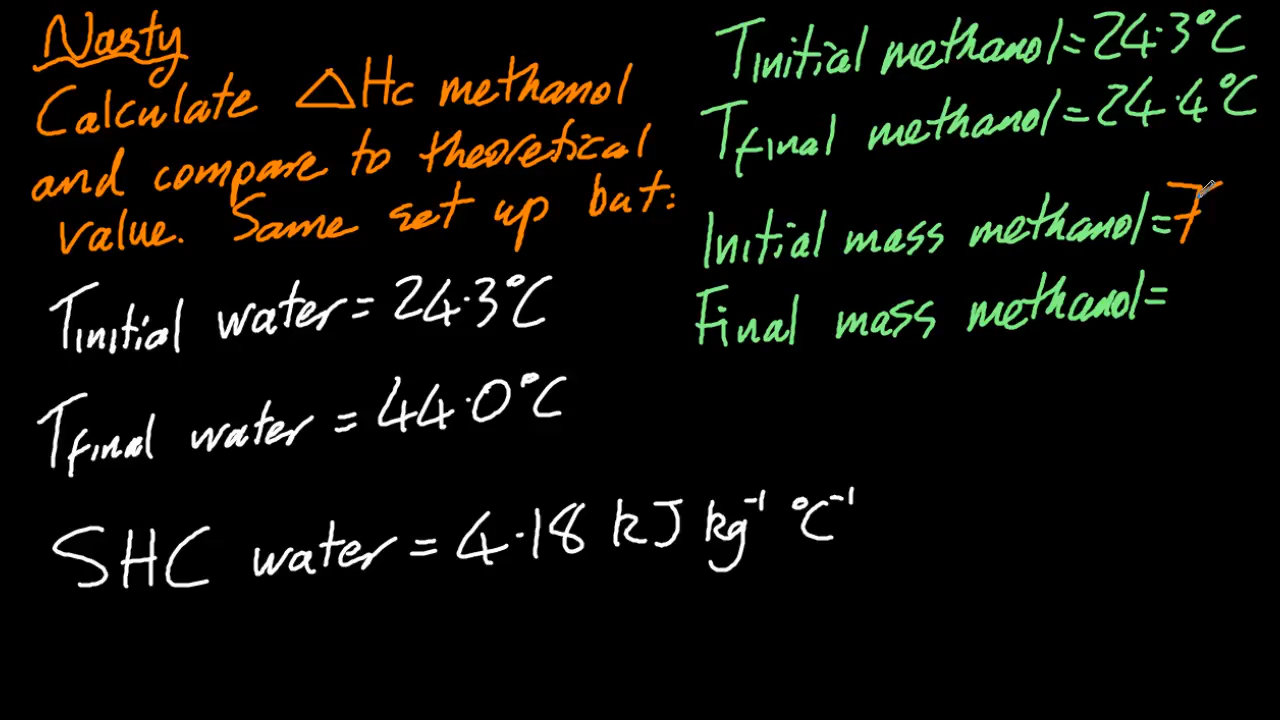 Nasty
Calculate △Hc methanol
and compare to theoretical
value. Same set up but:
Tinitial water = 24.3°C
Tfinal water = 44.0°C
SHC water = 4.18 kJ kg⁻¹ °C⁻¹
Tinitial methanol = 24.3°C
Tfinal methanol = 24.4°C
Initial mass methanol = 7
Final mass methanol =